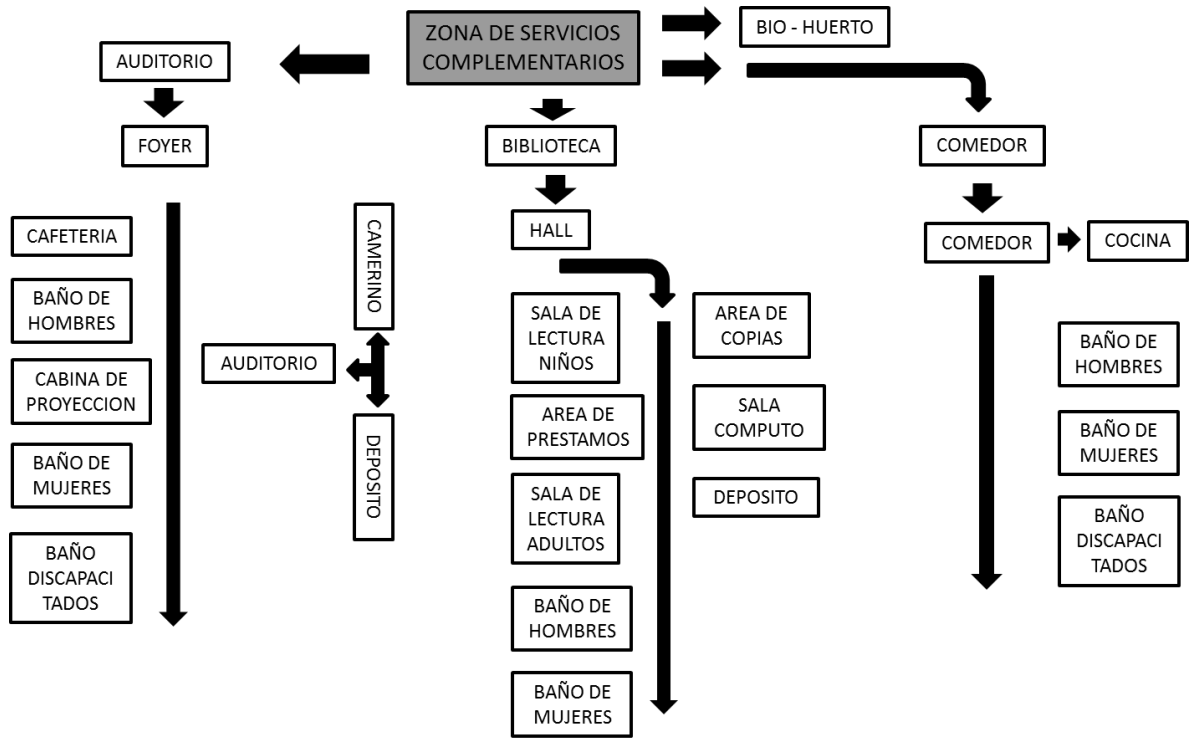 ZONA DE SERVICIOS
COMPLEMENTARIOS
BIO - HUERTO
AUDITORIO
FOYER
CAFETERIA
BAÑO DE
HOMBRES
CABINA DE
PROYECCION
BAÑO DE
MUJERES
BAÑO
DISCAPACI
TADOS
AUDITORIO
CAMERINO
DEPOSITO
BIBLIOTECA
HALL
SALA DE
LECTURA
NIÑOS
AREA DE
PRESTAMOS
SALA DE
LECTURA
ADULTOS
BAÑO DE
HOMBRES
BAÑO DE
MUJERES
AREA DE
COPIAS
SALA
COMPUTO
DEPOSITO
COMEDOR
COMEDOR
COCINA
BAÑO DE
HOMBRES
BAÑO DE
MUJERES
BAÑO
DISCAPACI
TADOS